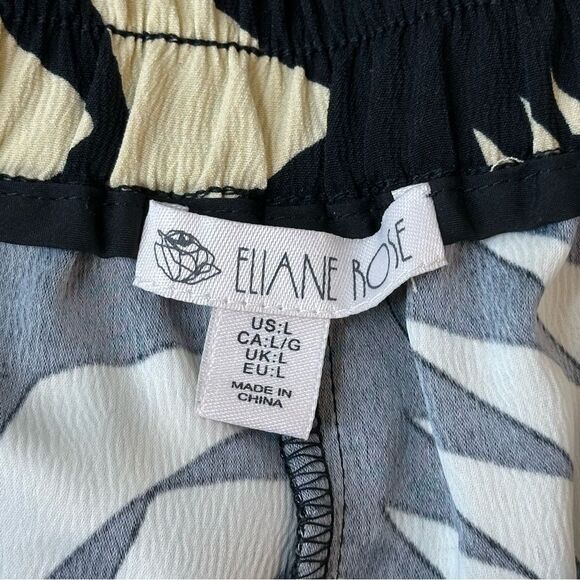 ELIANE ROSE
US:L
CA:L/G
UK:L
EU:L
MADE IN
CHINA